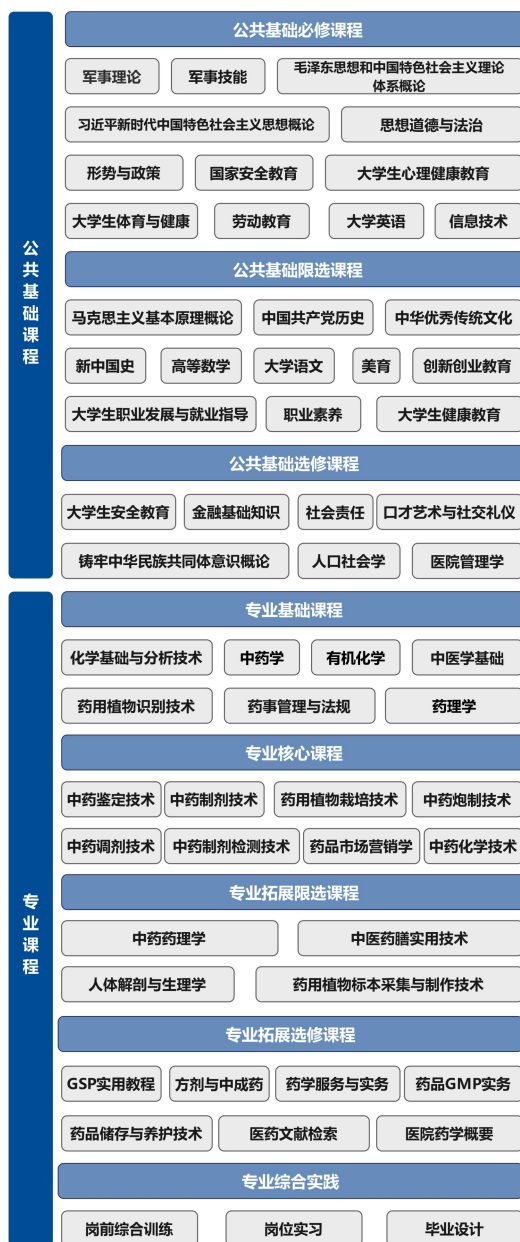 公共基础课程
公共基础必修课程
军事理论 军事技能 毛泽东思想和中国特色社会主义理论
体系概论
习近平新时代中国特色社会主义思想概论 思想道德与法治
形势与政策 国家安全教育 大学生心理健康教育
大学生体育与健康 劳动教育 大学英语 信息技术
公共基础限选课程
马克思主义基本原理概论 中国共产党历史 中华优秀传统文化
新中国史 高等数学 大学语文 美育 创新创业教育
大学生职业发展与就业指导 职业素养 大学生健康教育
公共基础选修课程
大学生安全教育 金融基础知识 社会责任 口才艺术与社交礼仪
铸牢中华民族共同体意识概论 人口社会学 医院管理学
专业课程
专业基础课程
化学基础与分析技术 中药学 有机化学 中医学基础
药用植物识别技术 药事管理与法规 药理学
专业核心课程
中药鉴定技术 中药制剂技术 药用植物栽培技术 中药炮制技术
中药调剂技术 中药制剂检测技术 药品市场营销学 中药化学技术
专业拓展限选课程
中药药理学 中医药膳实用技术
人体解剖与生理学 药用植物标本采集与制作技术
专业拓展选修课程
GSP实用教程 方剂与中成药 药学服务与实务 药品GMP实务
药品储存与养护技术 医药文献检索 医院药学概要
专业综合实践
岗前综合训练 岗位实习 毕业设计